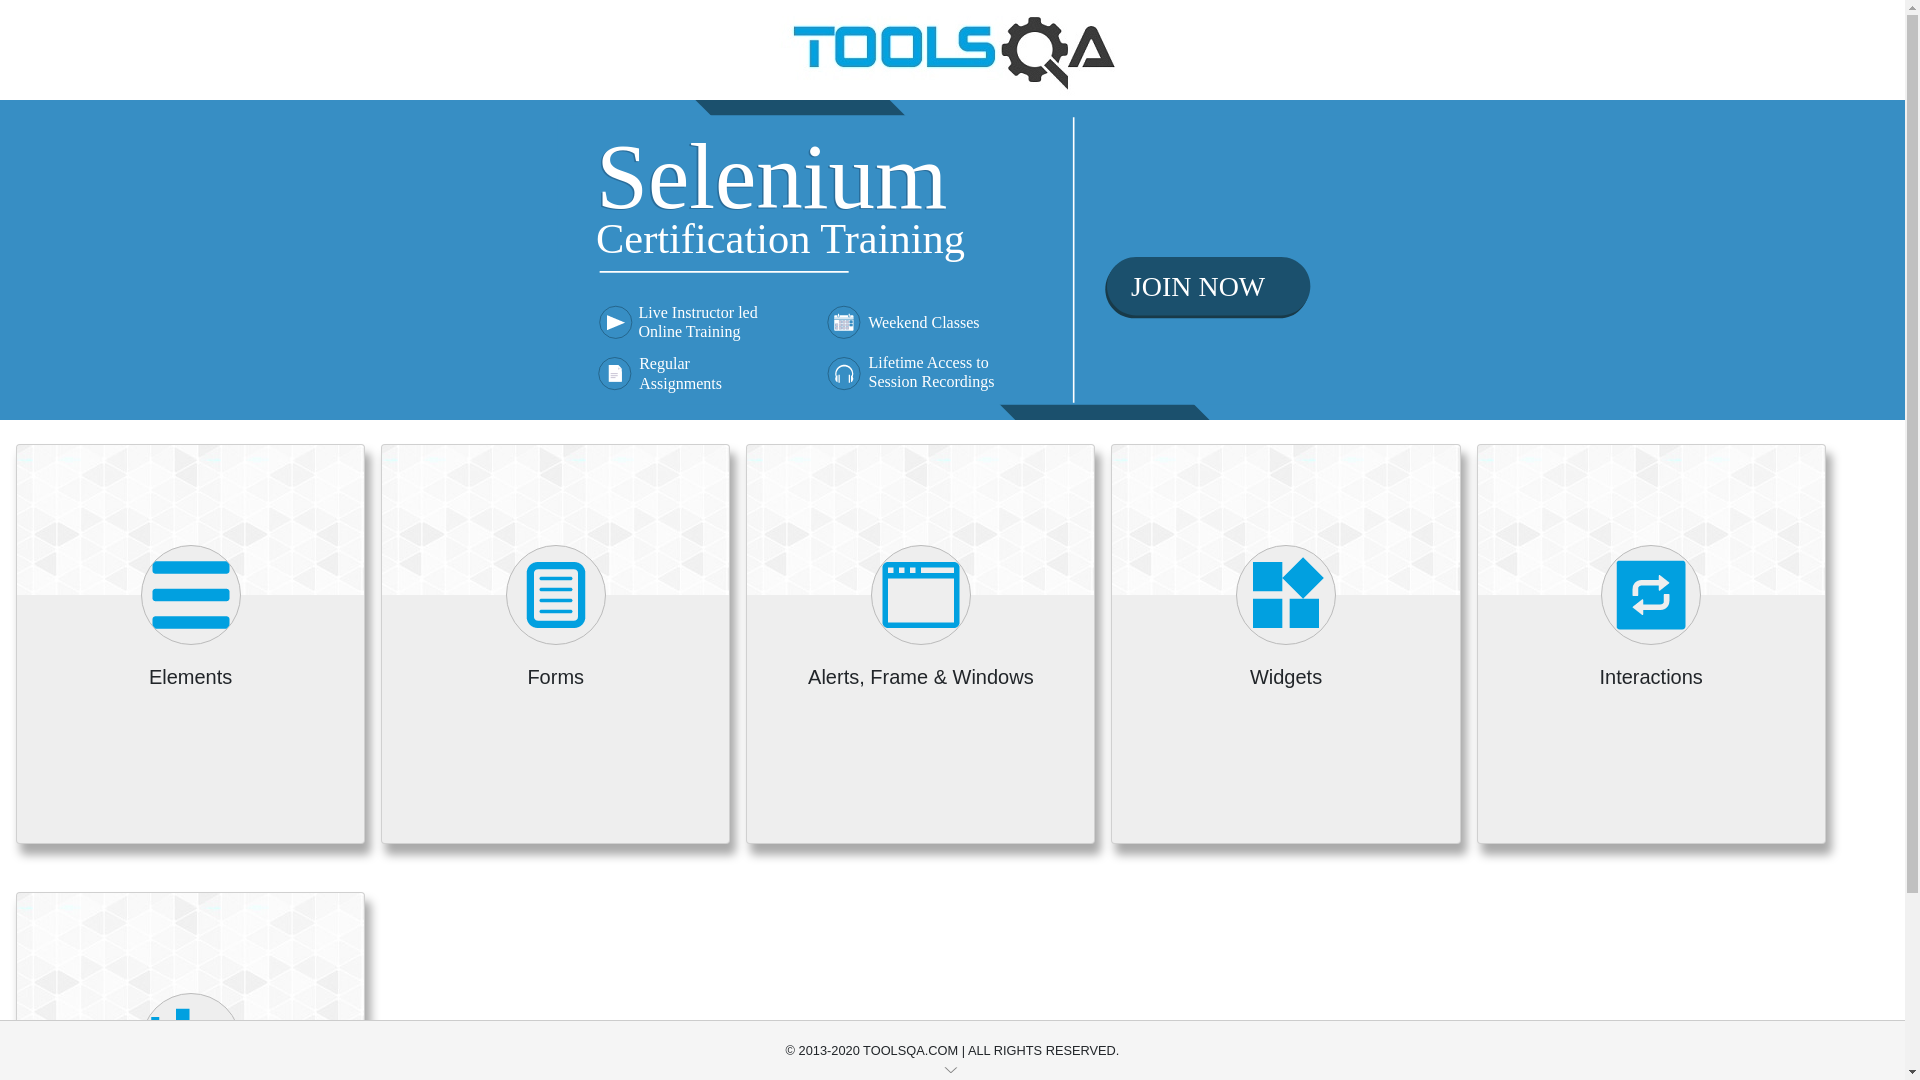 TOOLSQA
Selenium
Certification Training
Live Instructor led
Online Training
Weekend Classes
Regular
Assignments
Lifetime Access to
Session Recordings
JOIN NOW
Elements
Forms
Alerts, Frame & Windows
Widgets
Interactions
© 2013-2020 TOOLSQA.COM | ALL RIGHTS RESERVED.